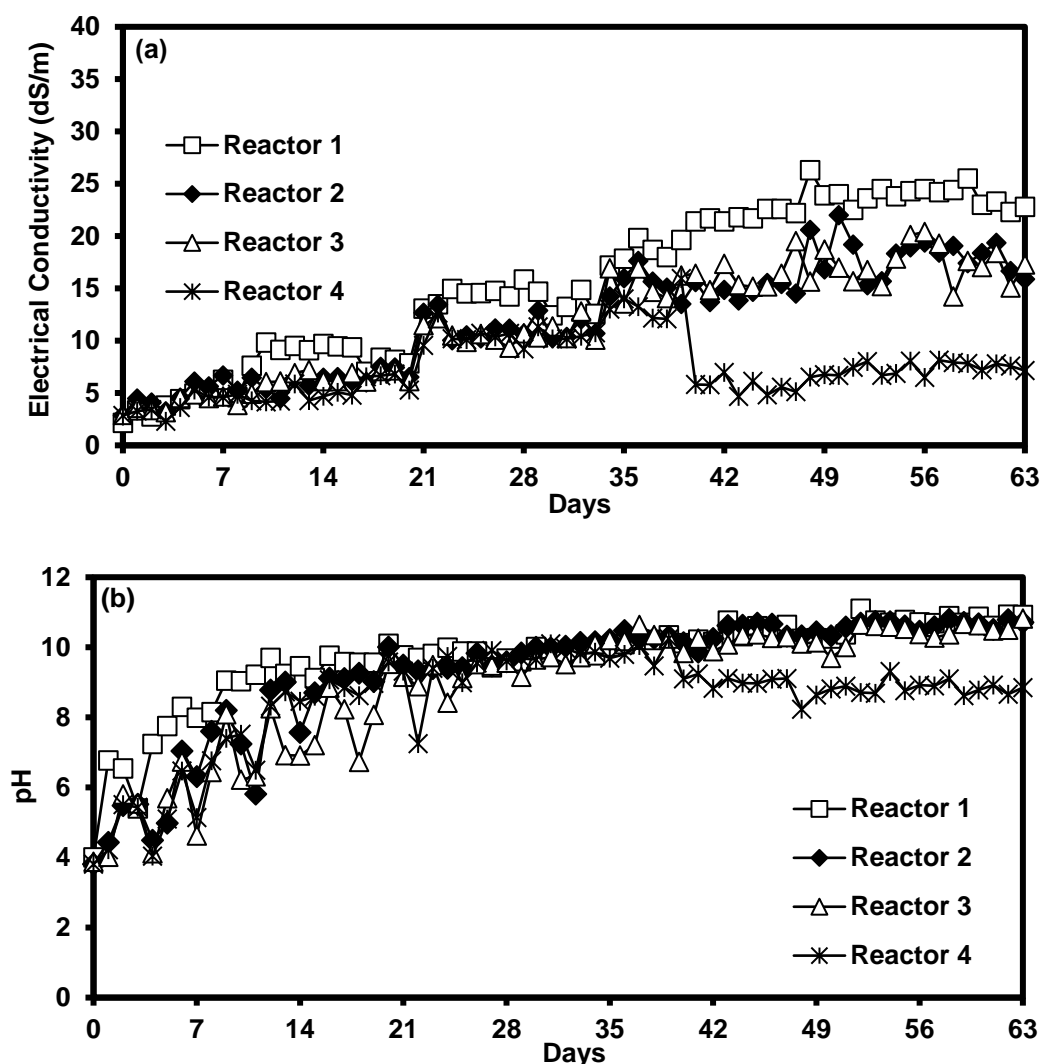 (a)
Electrical Conductivity (dS/m)
40
35
30
25
20
15
10
5
0
Reactor 1
Reactor 2
Reactor 3
Reactor 4
0 7 14 21 28 35 42 49 56 63
Days
(b)
pH
12
10
8
6
4
2
0
Reactor 1
Reactor 2
Reactor 3
Reactor 4
0 7 14 21 28 35 42 49 56 63
Days